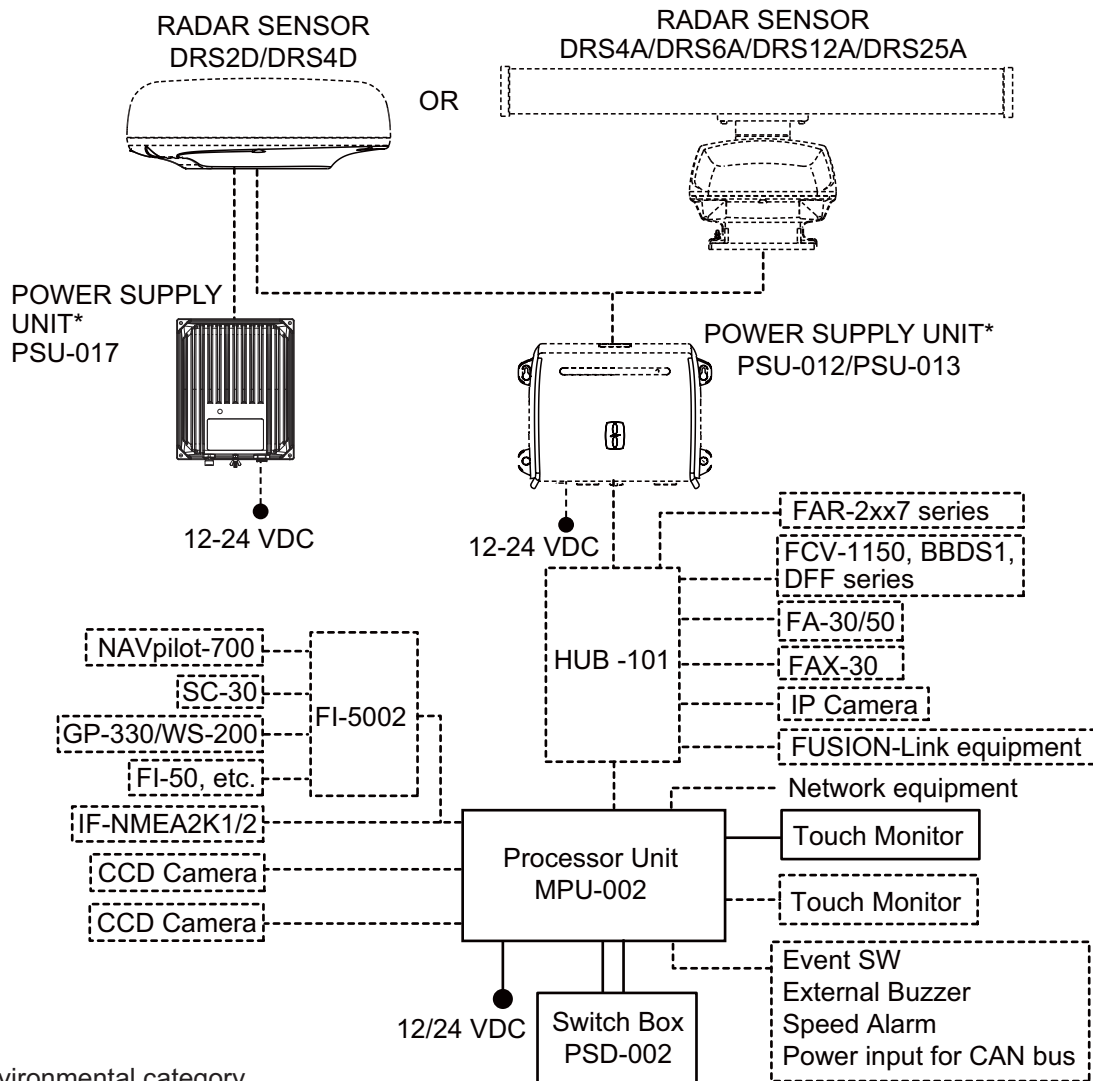 RADAR SENSOR
DRS2D/DRS4D
OR
RADAR SENSOR
DRS4A/DRS6A/DRS12A/DRS25A
POWER SUPPLY
UNIT*
PSU-017
POWER SUPPLY UNIT*
PSU-012/PSU-013
12-24 VDC
12-24 VDC
FAR-2xx7 series
FCV-1150, BBDS1,
DFF series
FA-30/50
FAX-30
IP Camera
FUSION-Link equipment
HUB -101
NAVpilot-700
SC-30
GP-330/WS-200
FI-50, etc.
FI-5002
IF-NMEA2K1/2
CCD Camera
CCD Camera
Network equipment
Processor Unit
MPU-002
Touch Monitor
Touch Monitor
12/24 VDC
Switch Box
PSD-002
Event SW
External Buzzer
Speed Alarm
Power input for CAN bus